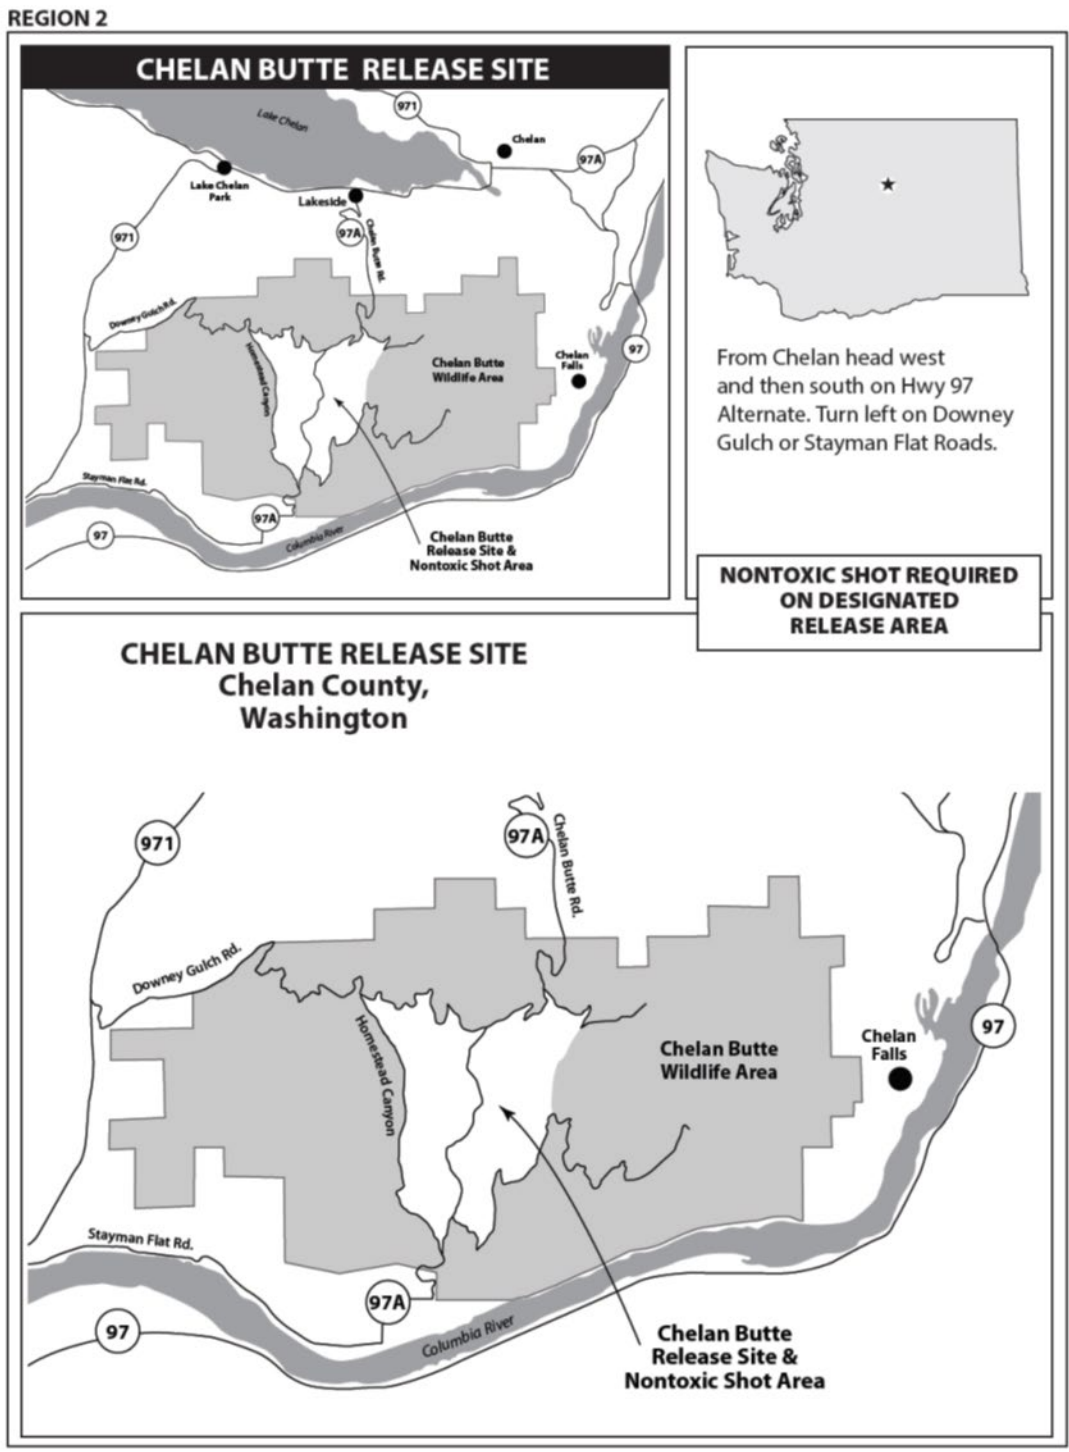 REGION 2
CHELAN BUTTE RELEASE SITE
Lake Chelan
971
Chelan
97A
Lake Chelan
Park
Lakeside
971
97A
Chelan Butte Rd.
Downey Gulch Rd.
Homestead Canyon
Chelan Butte
Wildlife Area
Chelan
Falls
97
Stayman Flat Rd.
97A
97
Columbia River
Chelan Butte
Release Site &
Nontoxic Shot Area
From Chelan head west
and then south on Hwy 97
Alternate. Turn left on Downey
Gulch or Stayman Flat Roads.
NONTOXIC SHOT REQUIRED
ON DESIGNATED
RELEASE AREA
CHELAN BUTTE RELEASE SITE
Chelan County,
Washington
971
97A
Chelan Butte Rd.
Downey Gulch Rd.
Homestead Canyon
Chelan Butte
Wildlife Area
Chelan
Falls
97
Stayman Flat Rd.
97A
97
Columbia River
Chelan Butte
Release Site &
Nontoxic Shot Area